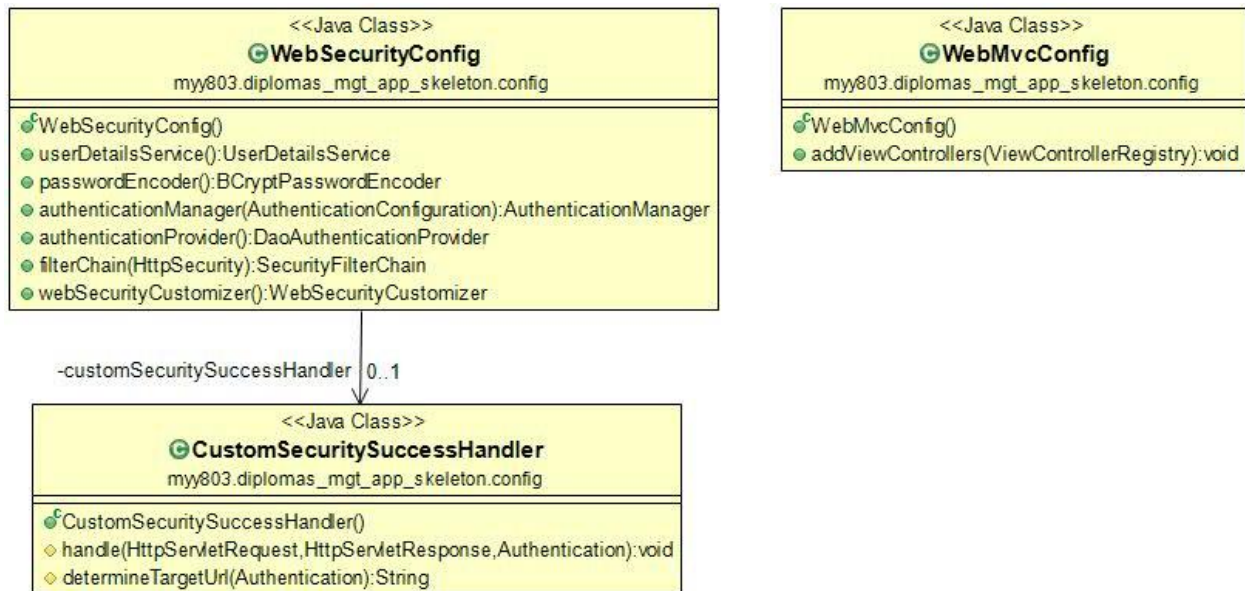 <<Java Class>>
WebSecurityConfig
myy803.diplomas_mgt_app_skeleton.config
WebSecurityConfig()
userDetailsService():UserDetailsService
passwordEncoder():BCryptPasswordEncoder
authenticationManager(AuthenticationConfiguration):AuthenticationManager
authenticationProvider():DaoAuthenticationProvider
filterChain(HttpSecurity):SecurityFilterChain
webSecurityCustomizer():WebSecurityCustomizer
<<Java Class>>
WebMvcConfig
myy803.diplomas_mgt_app_skeleton.config
WebMvcConfig()
addViewControllers(ViewControllerRegistry):void
-customSecuritySuccessHandler 0..1
<<Java Class>>
CustomSecuritySuccessHandler
myy803.diplomas_mgt_app_skeleton.config
CustomSecuritySuccessHandler()
handle(HttpServletRequest,HttpServletResponse,Authentication):void
determineTargetUrl(Authentication):String